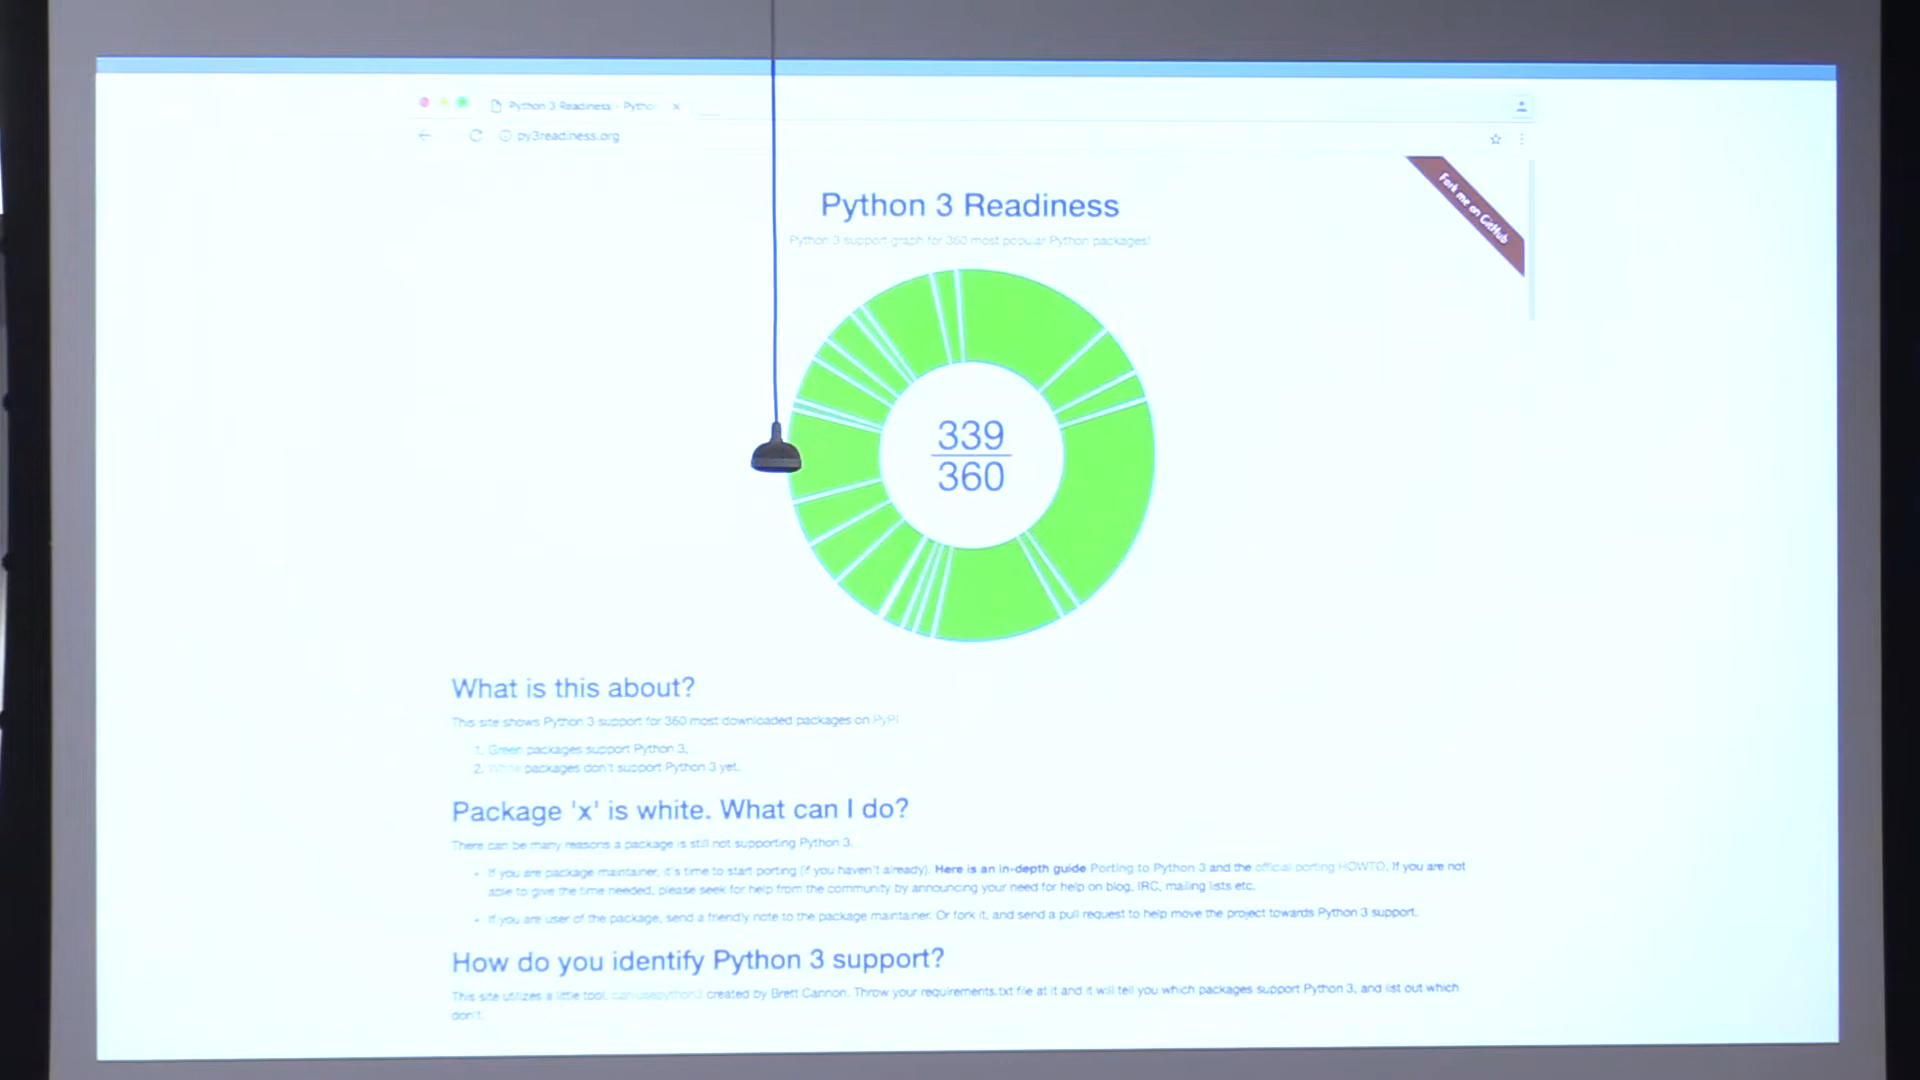 Python 3 Readiness - Pytho
py3readiness.org
Fork me on GitHub
Python 3 Readiness
Python 3 support graph for 360 most popular Python packages!
339
360
What is this about?
This site shows Python 3 support for 360 most downloaded packages on PyPI
1. Green packages support Python 3,
2. White packages don't support Python 3 yet.
Package 'x' is white. What can I do?
There can be many reasons a package is still not supporting Python 3.
• If you are package maintainer, it's time to start porting (if you haven't already). Here is an in-depth guide Porting to Python 3 and the official porting HOWTO. If you are not
able to give the time needed, please seek for help from the community by announcing your need for help on blog, IRC, mailing lists etc.
• If you are user of the package, send a friendly note to the package maintainer. Or fork it, and send a pull request to help move the project towards Python 3 support.
How do you identify Python 3 support?
This site utilizes a little tool, caniusepython3 created by Brett Cannon. Throw your requirements.txt file at it and it will tell you which packages support Python 3, and list out which
don't.